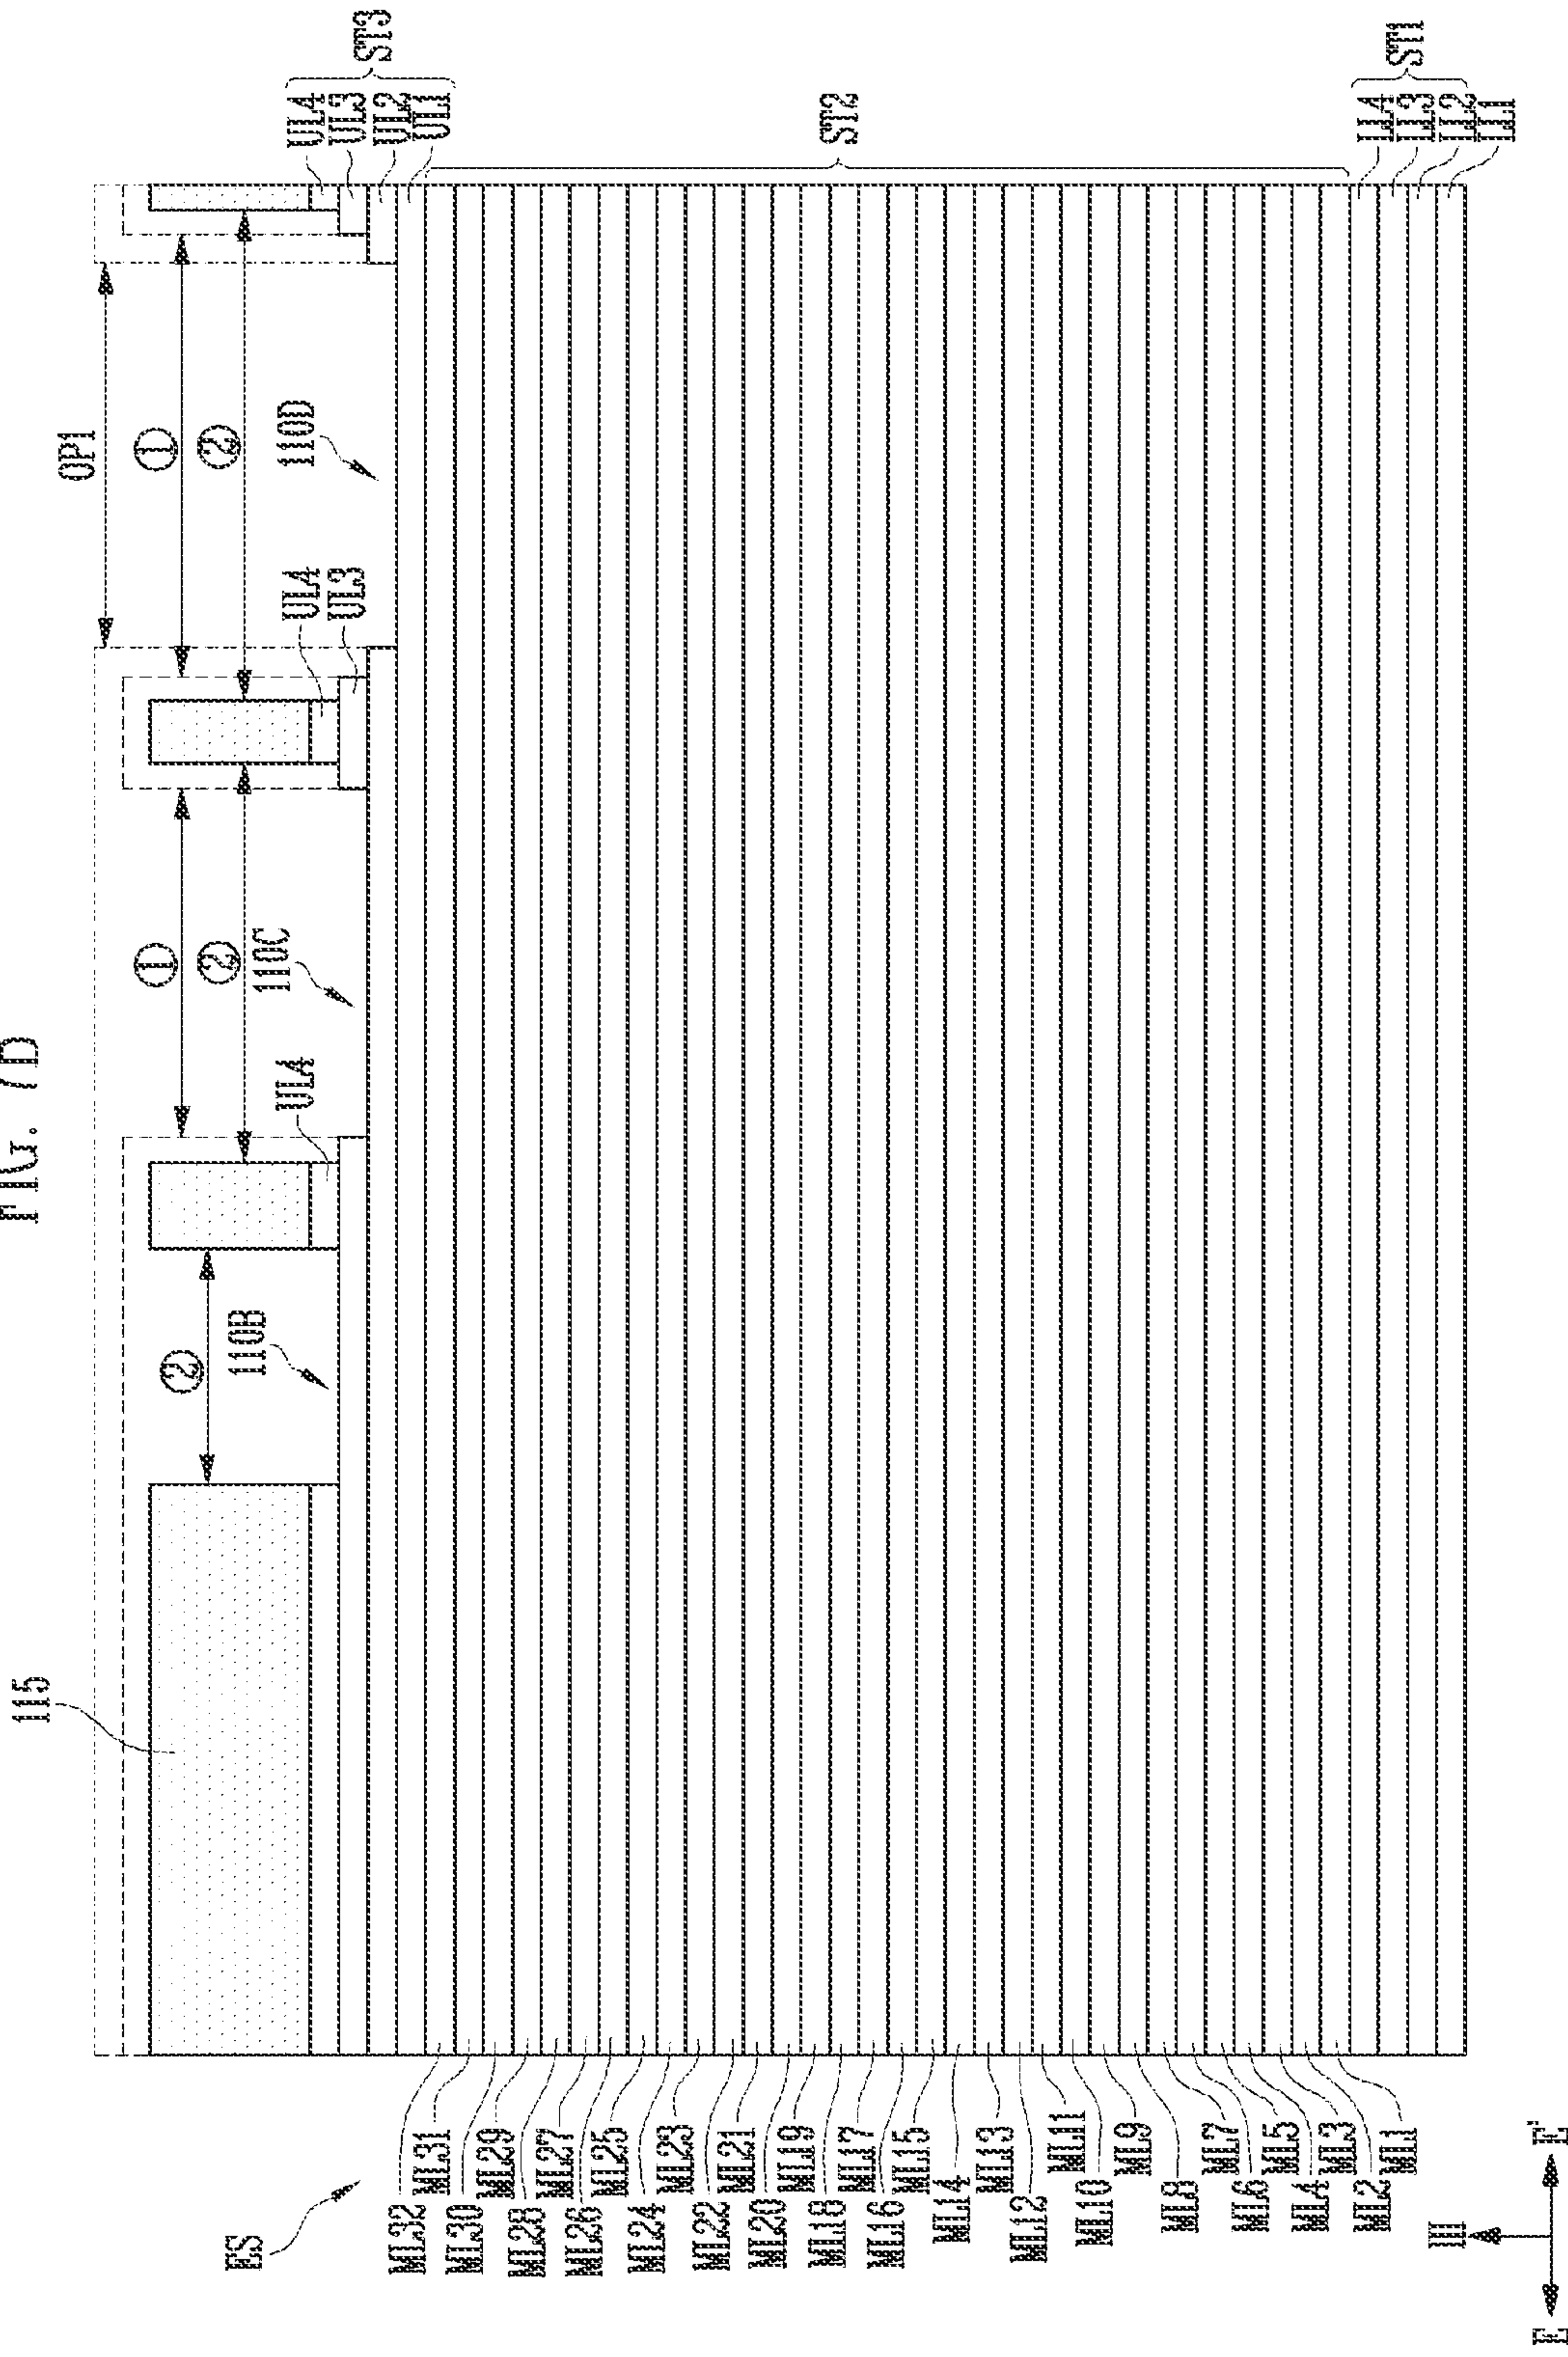 FIG. 7D
115
OP1
①
②
①
②
②
110B
110C
110D
UL4
UL4
UL3
UL4
UL3
UL2
UL1
ST3
ST2
LL4
LL3
LL2
LL1
ST1
ES
ML32
ML31
ML30
ML29
ML28
ML27
ML26
ML25
ML24
ML23
ML22
ML21
ML20
ML19
ML18
ML17
ML16
ML15
ML14
ML13
ML12
ML11
ML10
ML9
ML8
ML7
ML6
ML5
ML4
ML3
ML2
ML1
III
E
E'